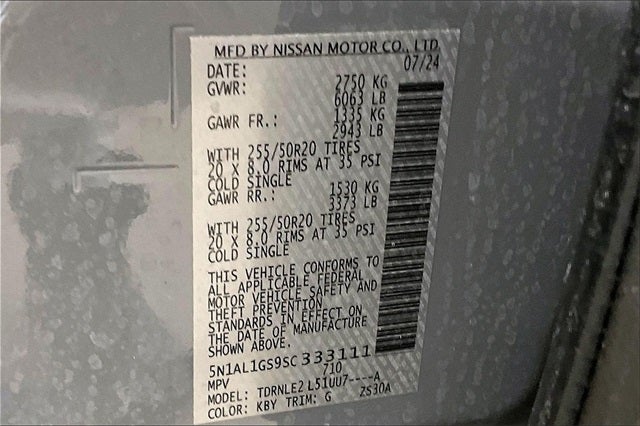 MFD BY NISSAN MOTOR CO., LTD
DATE: 07/24
GVWR: 2750 KG
6063 LB
GAWR FR.: 1335 KG
2943 LB
WITH 255/50R20 TIRES
20 X 8.0 RIMS AT 35 PSI
COLD SINGLE
GAWR RR.: 1530 KG
3373 LB
WITH 255/50R20 TIRES
20 X 8.0 RIMS AT 35 PSI
COLD SINGLE
THIS VEHICLE CONFORMS TO
ALL APPLICABLE FEDERAL
MOTOR VEHICLE SAFETY AND
THEFT PREVENTION
STANDARDS IN EFFECT ON
THE DATE OF MANUFACTURE
SHOWN ABOVE.
5N1AL1GS9SC333111
MPV 710
MODEL: TDRNLE2 L51UU7----A
COLOR: KBY TRIM: G ZS30A